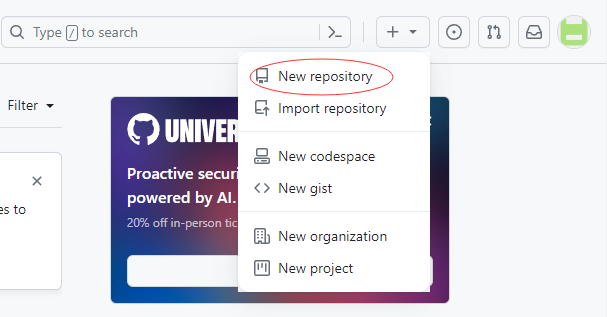 Type / to search
New repository
Import repository
New codespace
New gist
New organization
New project
Filter
es to
UNIVER
Proactive securi
powered by AI.
20% off in-person tic